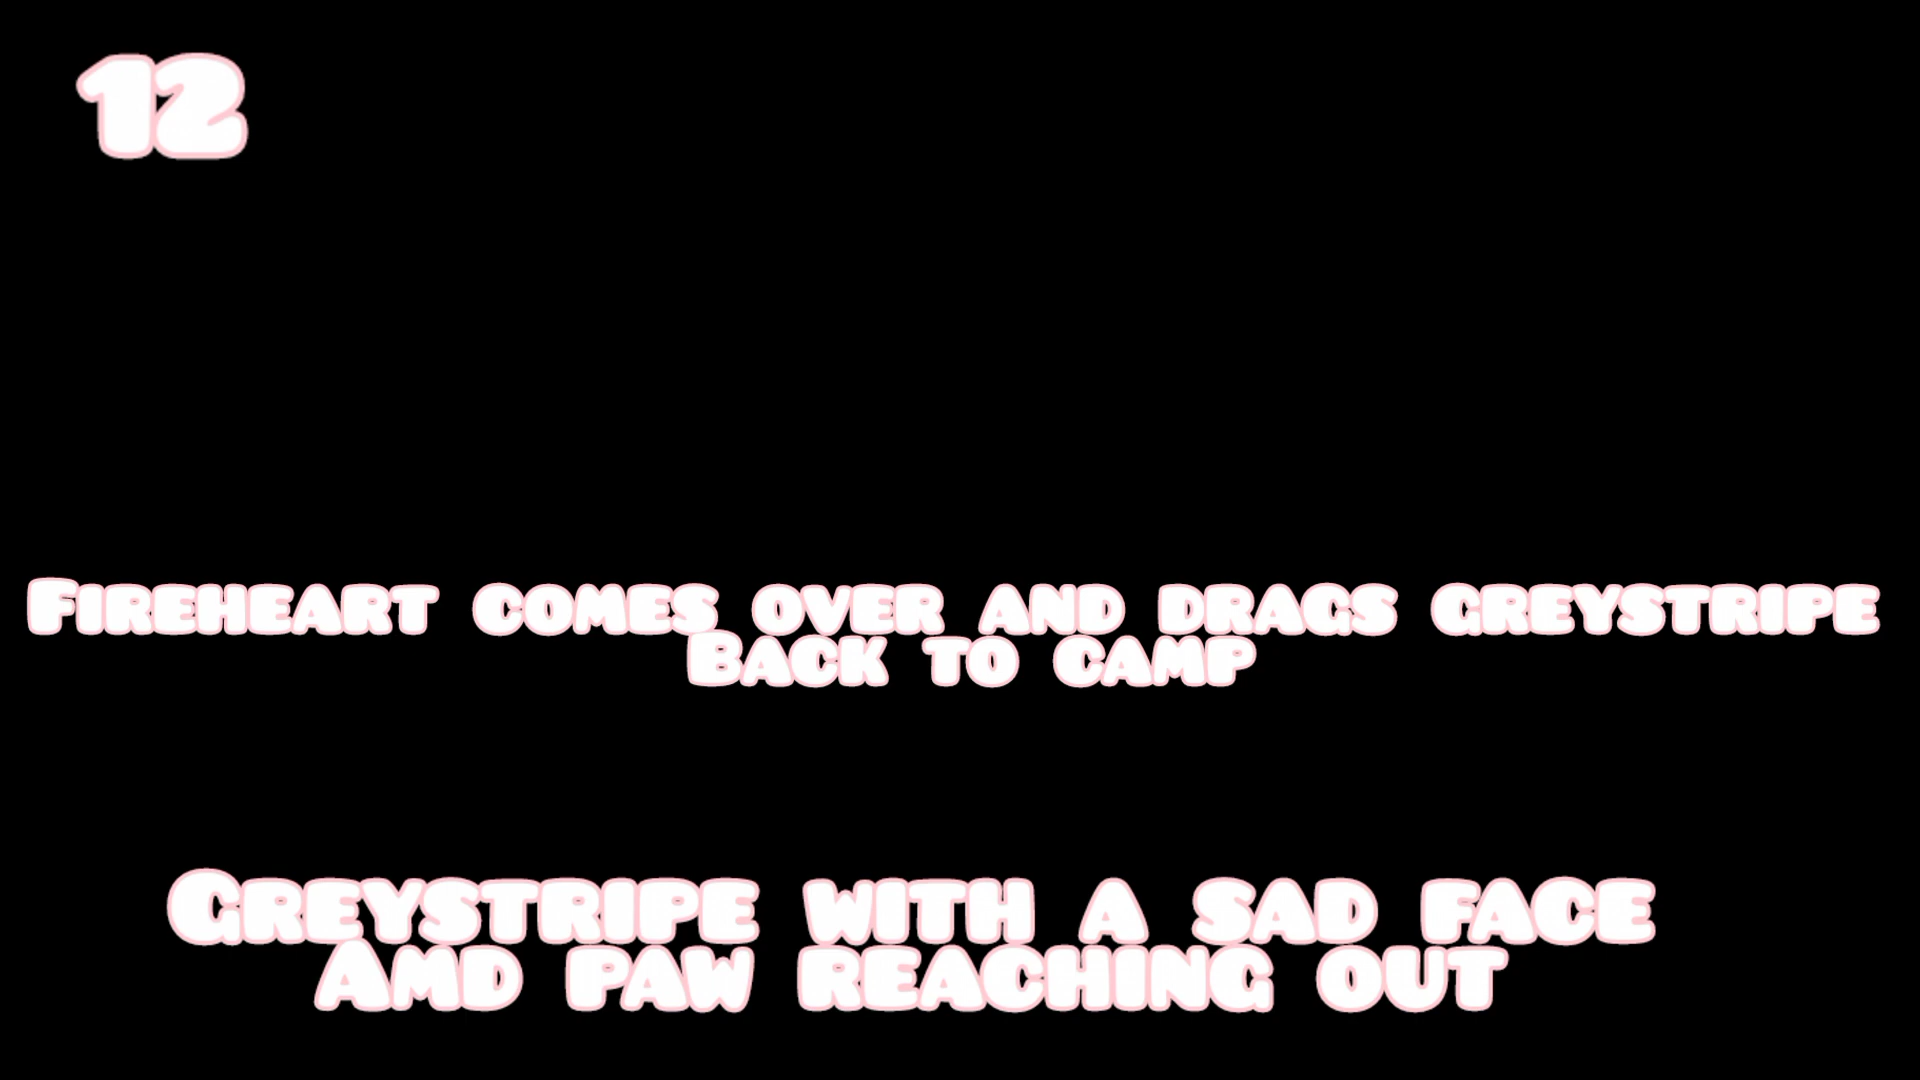 12
Fireheart comes over and drags greystripe
Back to camp
Greystripe with a sad face
Amd paw reaching out